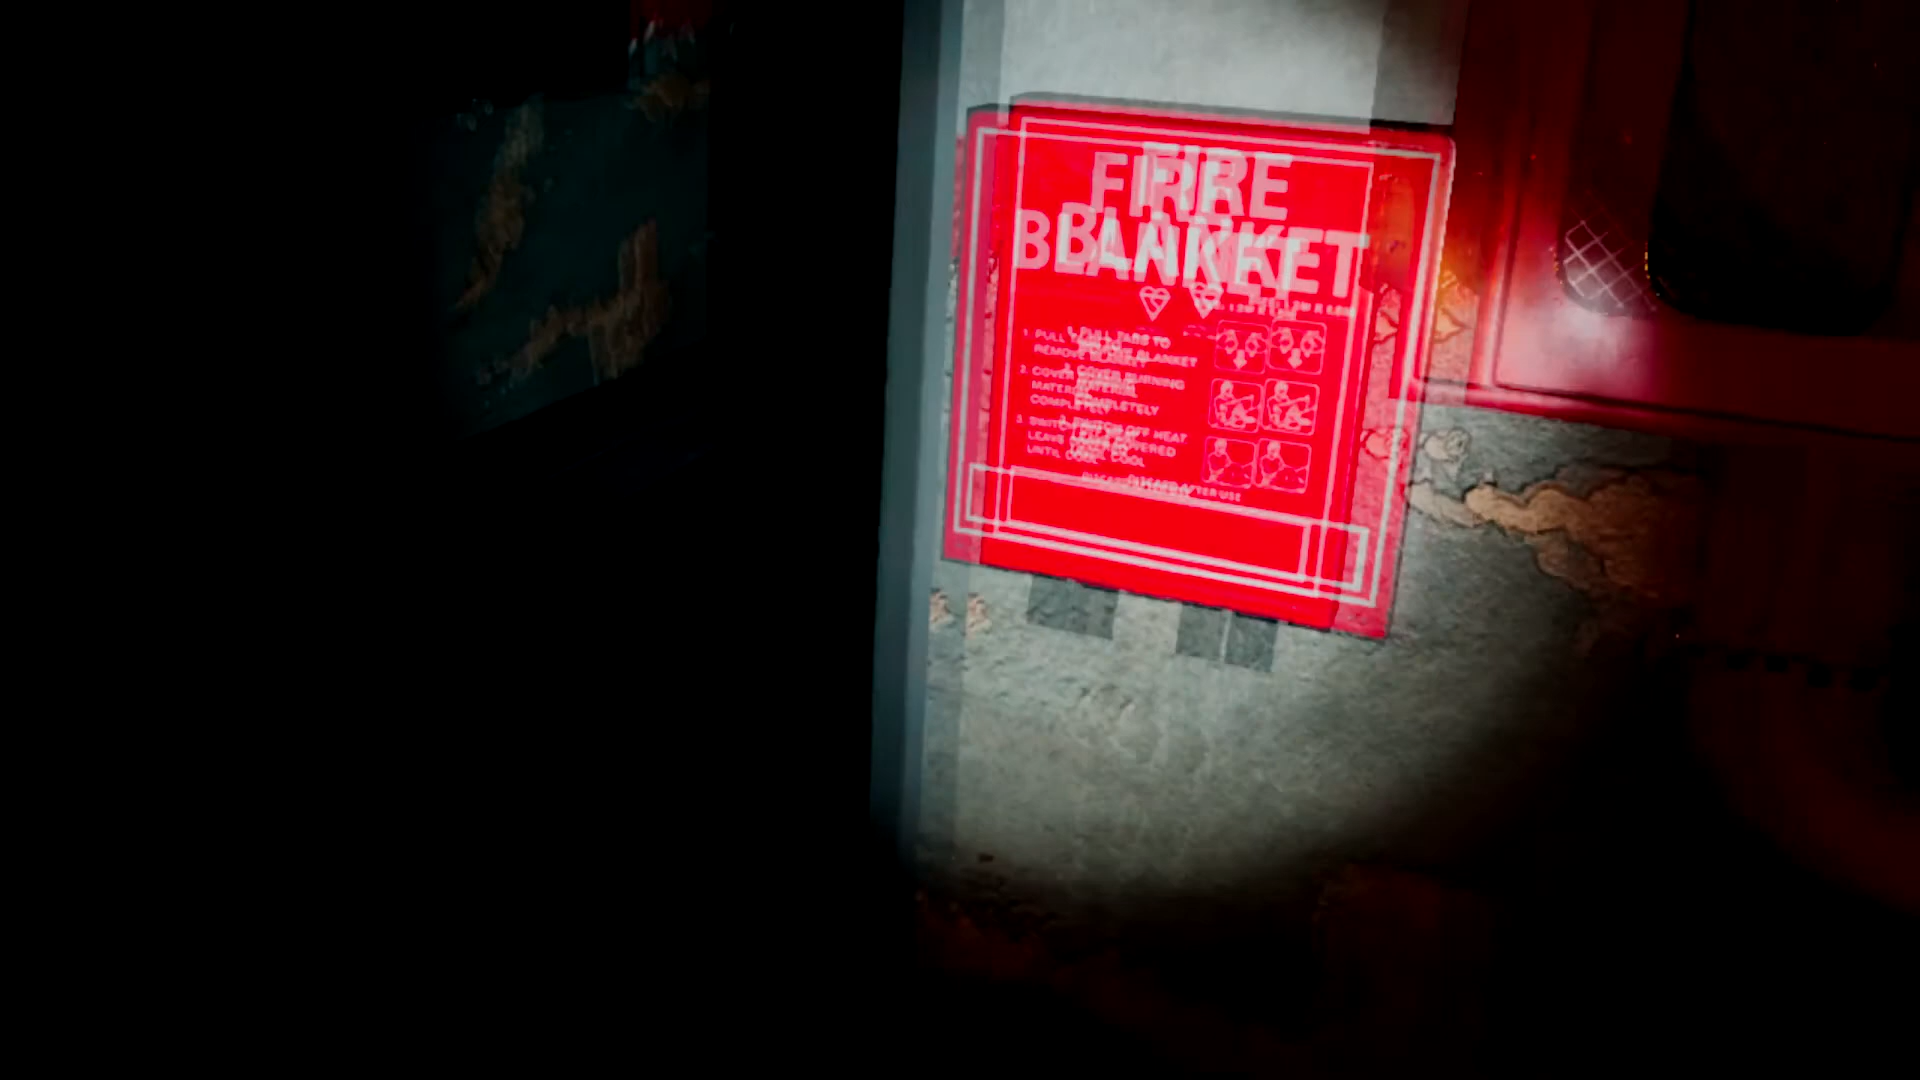 FIRE
BLANKET
1. PULL TABS TO
REMOVE BLANKET
2. COVER BURNING
MATERIAL
COMPLETELY
3. SWITCH OFF HEAT
LEAVE COVERED
UNTIL COOL
DISCARD AFTER USE